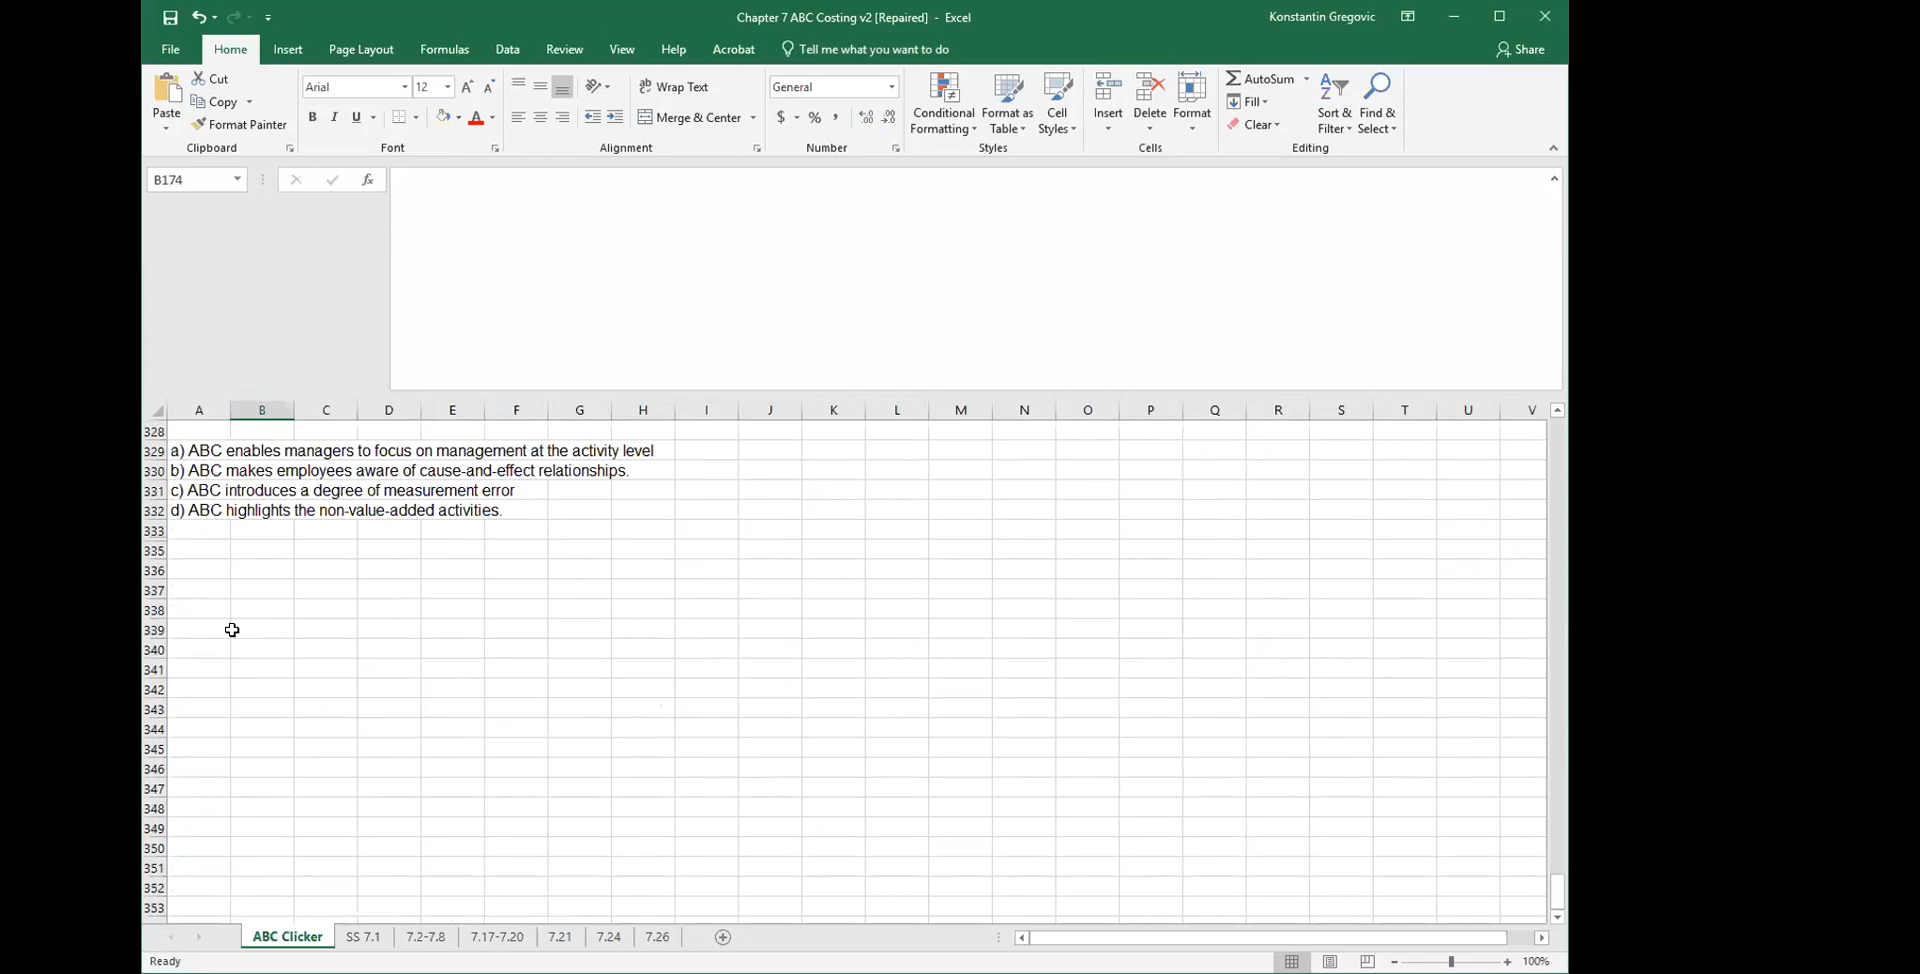 Chapter 7 ABC Costing v2 [Repaired] - Excel
Konstantin Gregovic
File Home Insert Page Layout Formulas Data Review View Help Acrobat Tell me what you want to do Share
Paste
Cut
Copy
Format Painter
Clipboard
Arial 12
B I U A
Font
Wrap Text
Merge & Center
Alignment
General
$ % ,
Number
Conditional Formatting
Format as Table
Cell Styles
Styles
Insert Delete Format
Cells
AutoSum
Fill
Clear
Sort & Filter
Find & Select
Editing
B174 fx
A B C D E F G H I J K L M N O P Q R S T U V
328
329 a) ABC enables managers to focus on management at the activity level
330 b) ABC makes employees aware of cause-and-effect relationships.
331 c) ABC introduces a degree of measurement error
332 d) ABC highlights the non-value-added activities.
333
335
336
337
338
339
340
341
342
343
344
345
346
347
348
349
350
351
352
353
ABC Clicker SS 7.1 7.2-7.8 7.17-7.20 7.21 7.24 7.26
Ready 100%